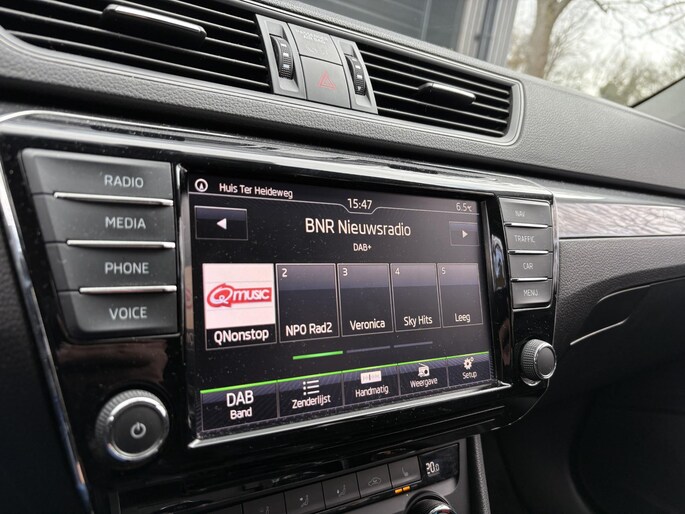 RADIO
MEDIA
PHONE
VOICE
Huis Ter Heideweg
15:47
6.5°C
BNR Nieuwsradio
DAB+
Qmusic
QNonstop
2
NPO Rad2
3
Veronica
4
Sky Hits
5
Leeg
DAB
Band
Zenderlijst
Handmatig
Weergave
Setup
NAV
TRAFFIC
CAR
MENU
20.0